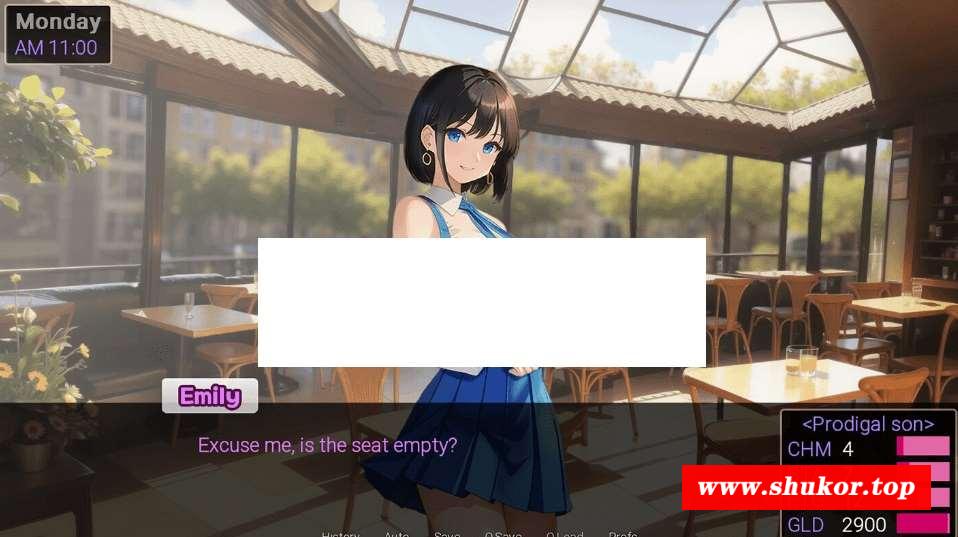 Monday
AM 11:00
Emily
Excuse me, is the seat empty?
<Prodigal son>
CHM 4
www.shukor.top
GLD 2900
History Auto Save Q.Save Q.Load Prefs